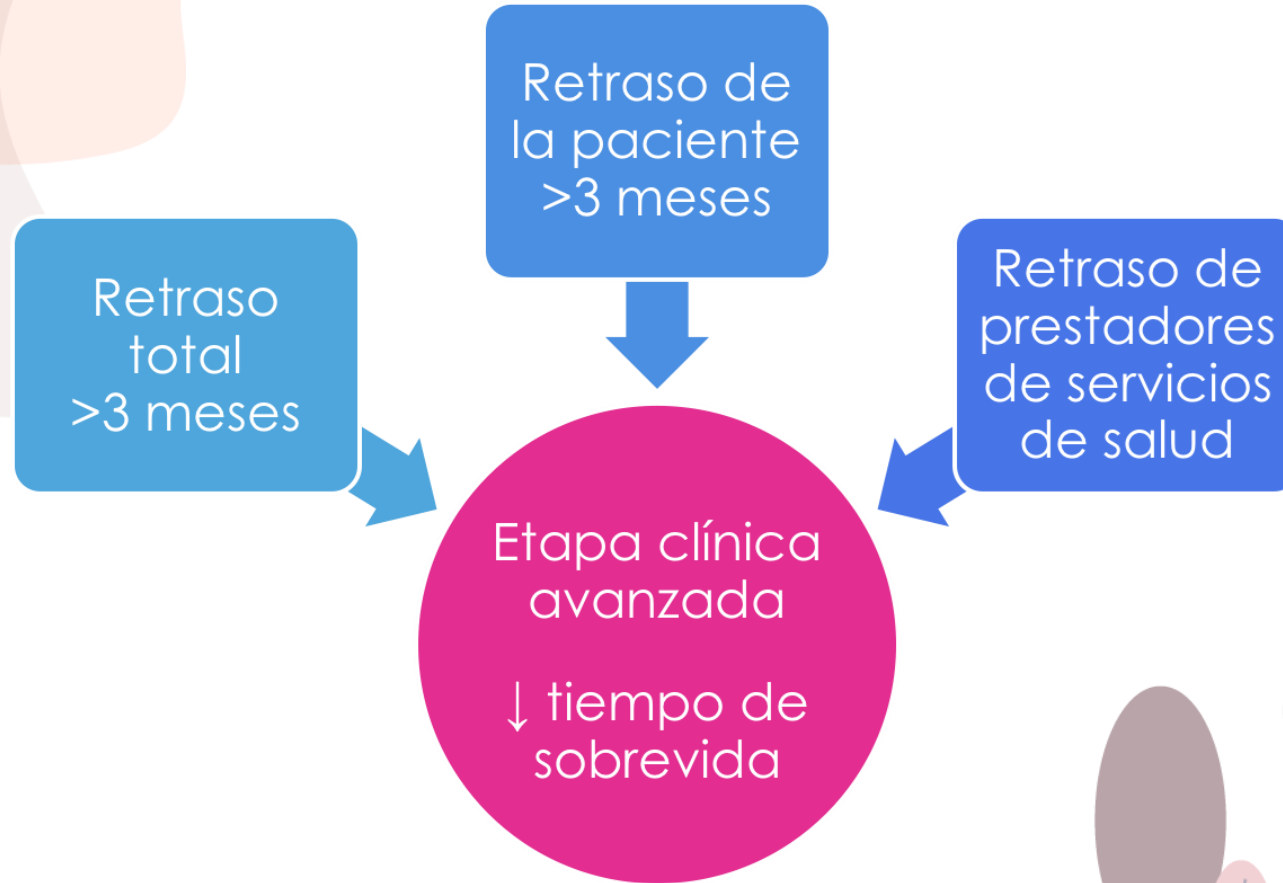 Retraso
total
>3 meses
Retraso de
la paciente
>3 meses
Retraso de
prestadores
de servicios
de salud
Etapa clínica
avanzada
↓ tiempo de
sobrevida